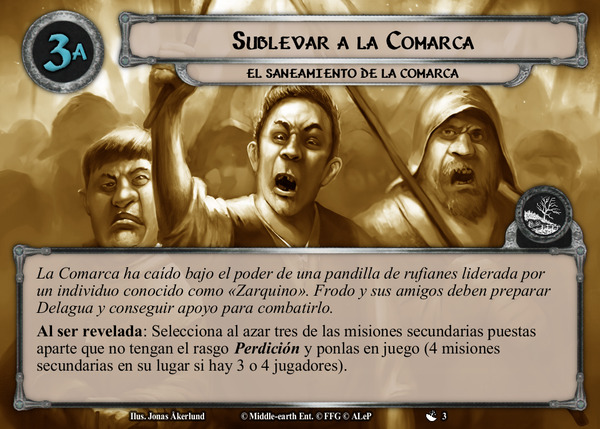 3A
Sublevar a la Comarca
El saneamiento de la Comarca
La Comarca ha caído bajo el poder de una pandilla de rufianes liderada por
un individuo conocido como «Zarquino». Frodo y sus amigos deben preparar
Delagua y conseguir apoyo para combatirlo.
Al ser revelada: Selecciona al azar tres de las misiones secundarias puestas
aparte que no tengan el rasgo Perdición y ponlas en juego (4 misiones
secundarias en su lugar si hay 3 o 4 jugadores).
Ilus. Jonas Åkerlund © Middle-earth Ent. © FFG © ALeP 3